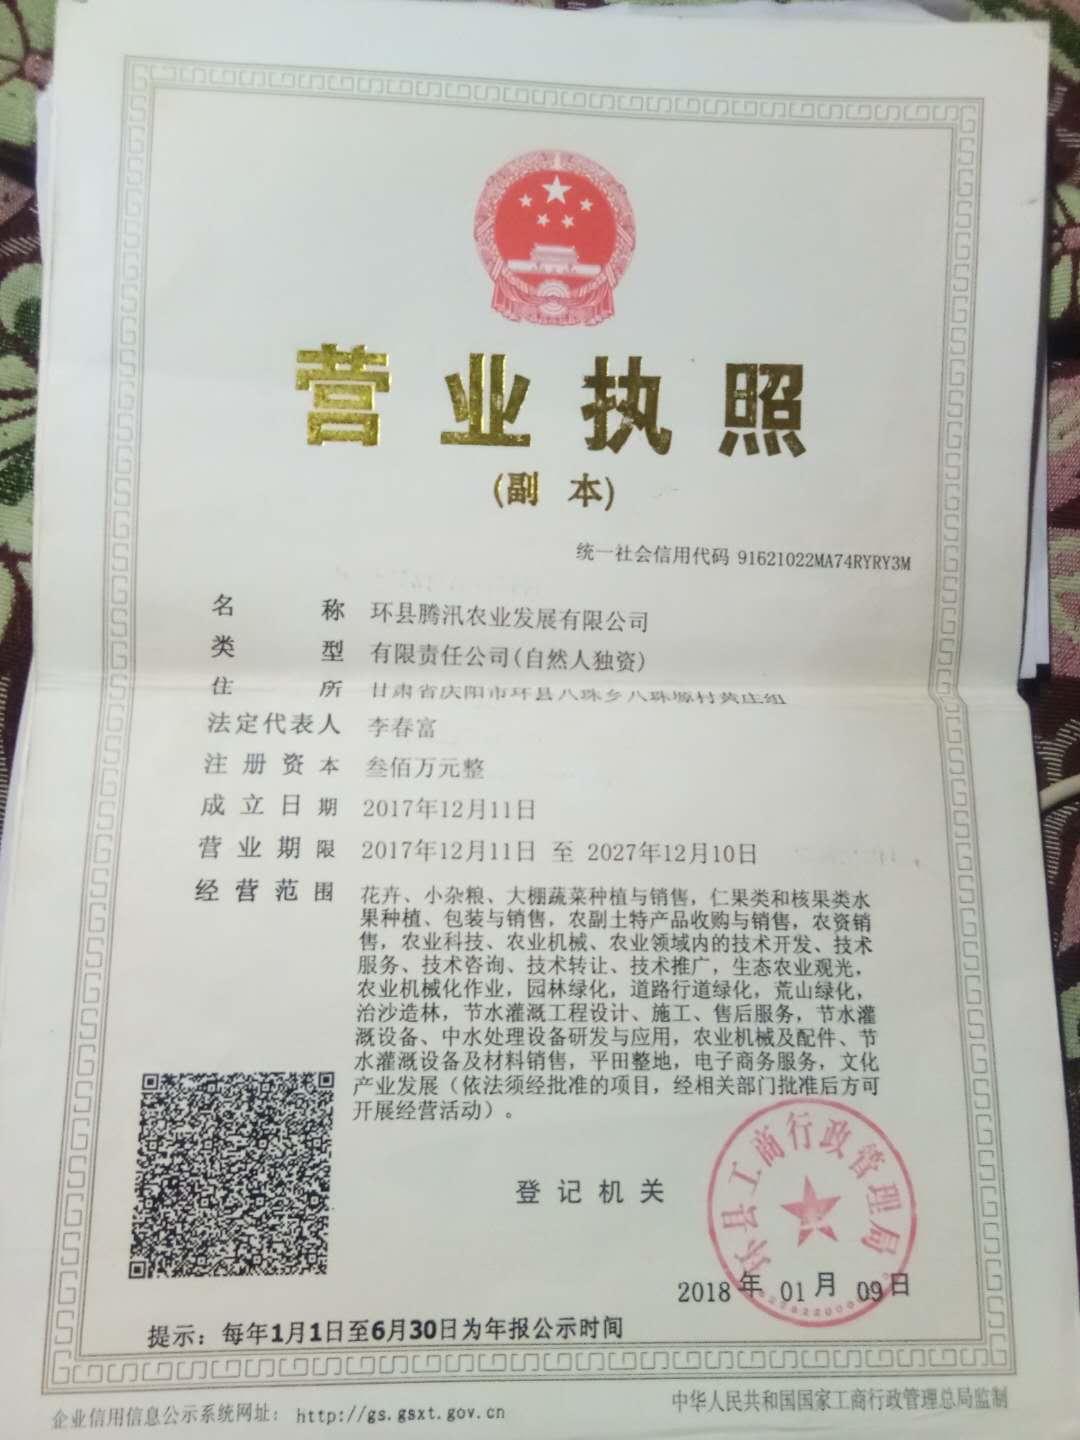 营业执照
(副 本)
统一社会信用代码 91621022MA74RYRY3M
名称 环县腾汛农业发展有限公司
类型 有限责任公司(自然人独资)
住所 甘肃省庆阳市环县八珠乡八珠塬村黄庄组
法定代表人 李春富
注册资本 叁佰万元整
成立日期 2017年12月11日
营业期限 2017年12月11日 至 2027年12月10日
经营范围 花卉、小杂粮、大棚蔬菜种植与销售，仁果类和核果类水
果种植、包装与销售，农副土特产品收购与销售，农资销
售，农业科技、农业机械、农业领域内的技术开发、技术
服务、技术咨询、技术转让、技术推广，生态农业观光，
农业机械化作业，园林绿化，道路行道绿化，荒山绿化，
治沙造林，节水灌溉工程设计、施工、售后服务，节水灌
溉设备、中水处理设备研发与应用，农业机械及配件、节
水灌溉设备及材料销售，平田整地，电子商务服务，文化
产业发展（依法须经批准的项目，经相关部门批准后方可
开展经营活动）。
登记机关
环县工商行政管理局
2018年01月09日
提示：每年1月1日至6月30日为年报公示时间
企业信用信息公示系统网址：http://gs.gsxt.gov.cn
中华人民共和国国家工商行政管理总局监制